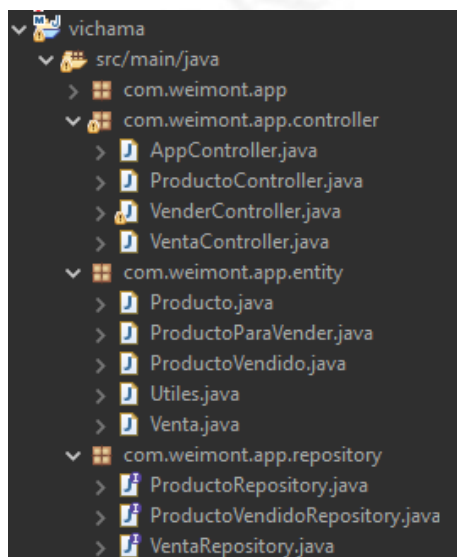 vichama
src/main/java
com.weimont.app
com.weimont.app.controller
AppController.java
ProductoController.java
VenderController.java
VentaController.java
com.weimont.app.entity
Producto.java
ProductoParaVender.java
ProductoVendido.java
Utiles.java
Venta.java
com.weimont.app.repository
ProductoRepository.java
ProductoVendidoRepository.java
VentaRepository.java